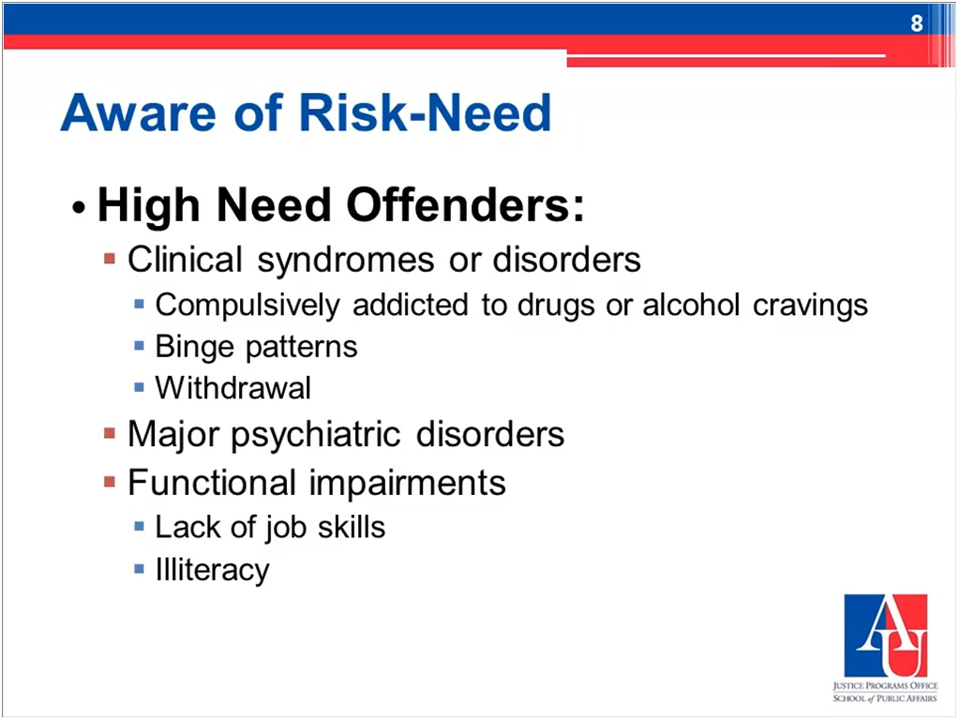 8
Aware of Risk-Need
• High Need Offenders:
▪ Clinical syndromes or disorders
▪ Compulsively addicted to drugs or alcohol cravings
▪ Binge patterns
▪ Withdrawal
▪ Major psychiatric disorders
▪ Functional impairments
▪ Lack of job skills
▪ Illiteracy
AU
JUSTICE PROGRAMS OFFICE
SCHOOL of PUBLIC AFFAIRS